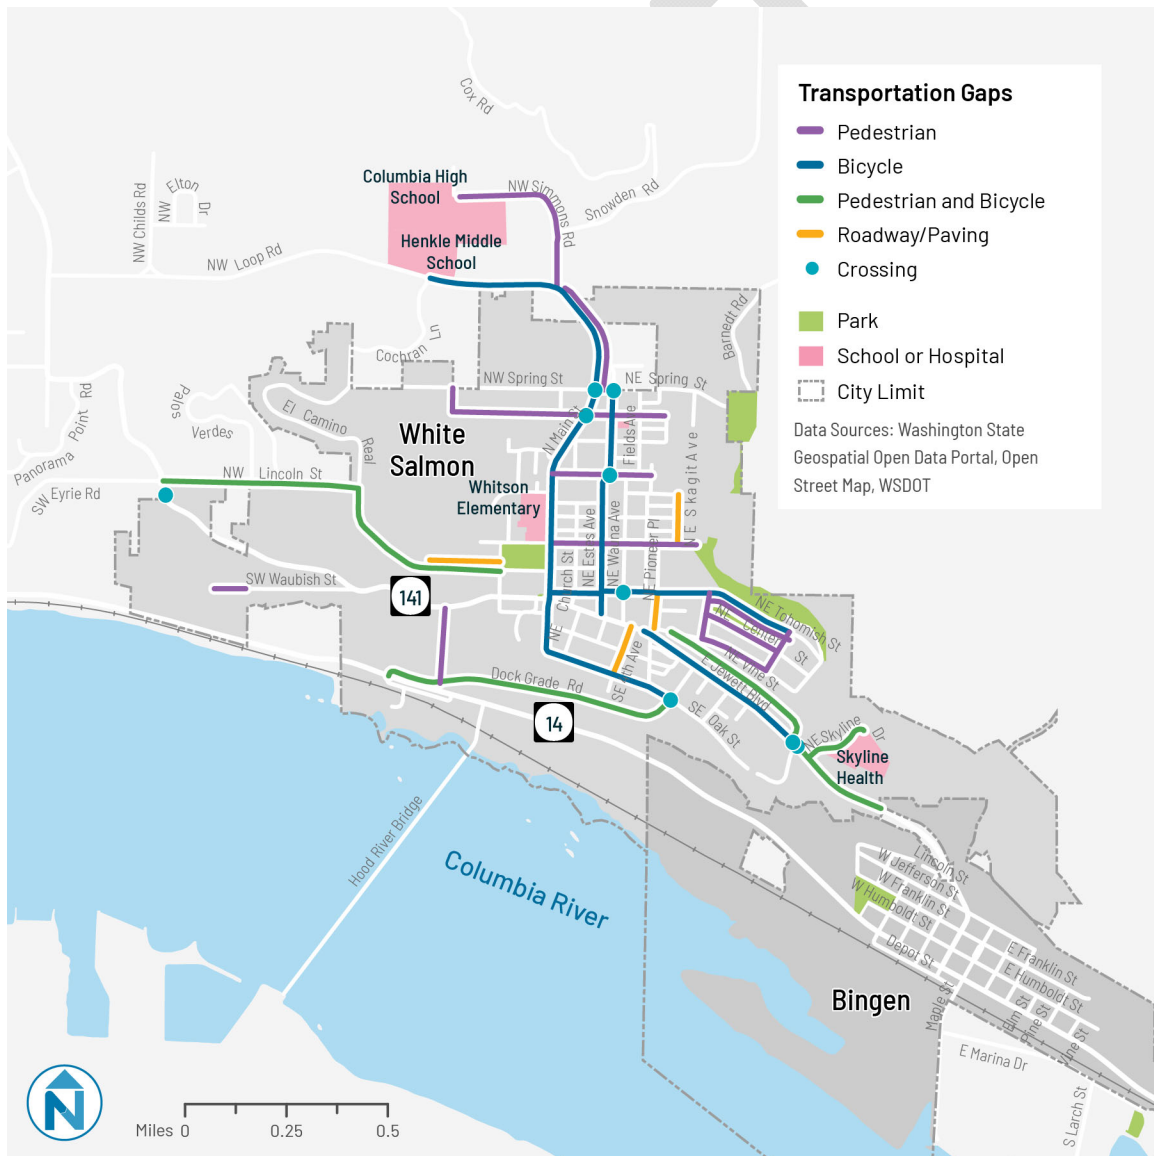 Transportation Gaps
Pedestrian
Bicycle
Pedestrian and Bicycle
Roadway/Paving
Crossing
Park
School or Hospital
City Limit
Data Sources: Washington State
Geospatial Open Data Portal, Open
Street Map, WSDOT
Cox Rd
Columbia High
School
NW Simmons Rd
Snowden Rd
NW Childs Rd
NW Elton Dr
Henkle Middle
School
NW Loop Rd
Barnedt Rd
Cochran Ln
NW Spring St
NE Spring St
Palos
Verdes
El Camino Real
Panorama Point Rd
White
Salmon
N Main St
Fields Ave
NE Skagit Ave
NW Lincoln St
SW Eyrie Rd
Whitson
Elementary
NE Estes Ave
NE Wauna Ave
NE Pioneer Pl
NE Church St
SW Waubish St
141
NE Tohomish St
NE Center St
NE Vine St
E Jewett Blvd
Dock Grade Rd
14
SE Oak St
NE Skyline Dr
Skyline
Health
Hood River Bridge
Columbia River
Lincoln St
W Jefferson St
W Franklin St
W Humboldt St
Depot St
E Franklin St
E Humboldt St
Bingen
Maple St
Elm St
Pine St
Vine St
E Marina Dr
S Larch St
N
Miles 0 0.25 0.5